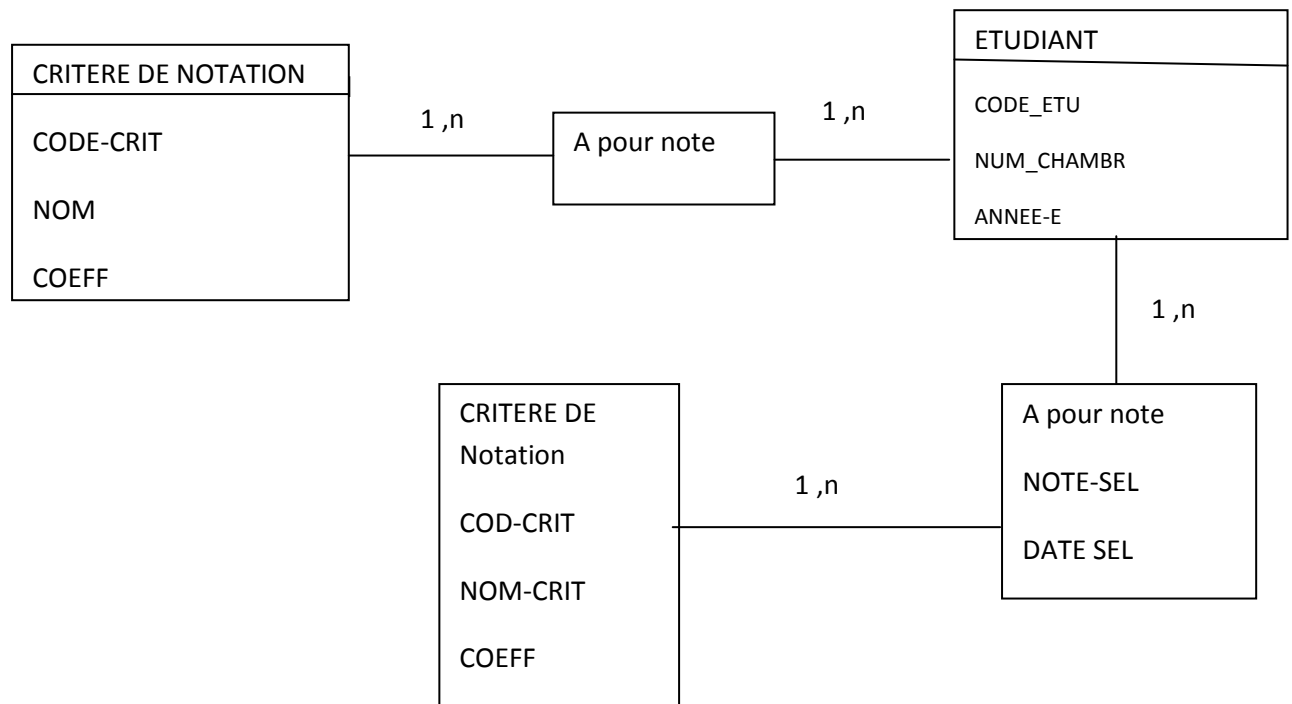 CRITERE DE NOTATION
CODE-CRIT
NOM
COEFF
1 ,n
A pour note
1 ,n
ETUDIANT
CODE_ETU
NUM_CHAMBR
ANNEE-E
1 ,n
CRITERE DE
Notation
COD-CRIT
NOM-CRIT
COEFF
1 ,n
A pour note
NOTE-SEL
DATE SEL